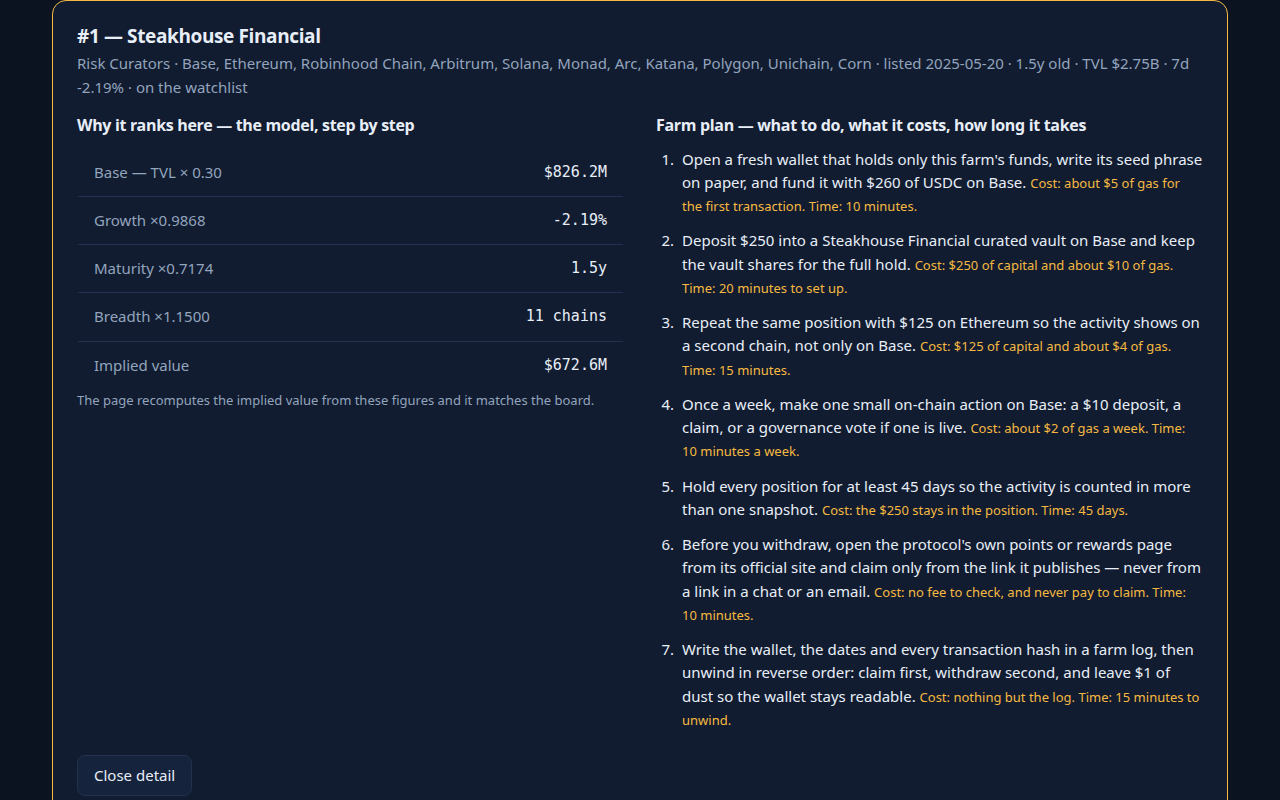 #1 — Steakhouse Financial
Risk Curators · Base, Ethereum, Robinhood Chain, Arbitrum, Solana, Monad, Arc, Katana, Polygon, Unichain, Corn · listed 2025-05-20 · 1.5y old · TVL $2.75B · 7d
-2.19% · on the watchlist
Why it ranks here — the model, step by step
Base — TVL × 0.30 $826.2M
Growth ×0.9868 -2.19%
Maturity ×0.7174 1.5y
Breadth ×1.1500 11 chains
Implied value $672.6M
The page recomputes the implied value from these figures and it matches the board.
Farm plan — what to do, what it costs, how long it takes
1. Open a fresh wallet that holds only this farm's funds, write its seed phrase
on paper, and fund it with $260 of USDC on Base. Cost: about $5 of gas for
the first transaction. Time: 10 minutes.
2. Deposit $250 into a Steakhouse Financial curated vault on Base and keep
the vault shares for the full hold. Cost: $250 of capital and about $10 of gas.
Time: 20 minutes to set up.
3. Repeat the same position with $125 on Ethereum so the activity shows on
a second chain, not only on Base. Cost: $125 of capital and about $4 of gas.
Time: 15 minutes.
4. Once a week, make one small on-chain action on Base: a $10 deposit, a
claim, or a governance vote if one is live. Cost: about $2 of gas a week. Time:
10 minutes a week.
5. Hold every position for at least 45 days so the activity is counted in more
than one snapshot. Cost: the $250 stays in the position. Time: 45 days.
6. Before you withdraw, open the protocol's own points or rewards page
from its official site and claim only from the link it publishes — never from
a link in a chat or an email. Cost: no fee to check, and never pay to claim. Time:
10 minutes.
7. Write the wallet, the dates and every transaction hash in a farm log, then
unwind in reverse order: claim first, withdraw second, and leave $1 of
dust so the wallet stays readable. Cost: nothing but the log. Time: 15 minutes to
unwind.
Close detail